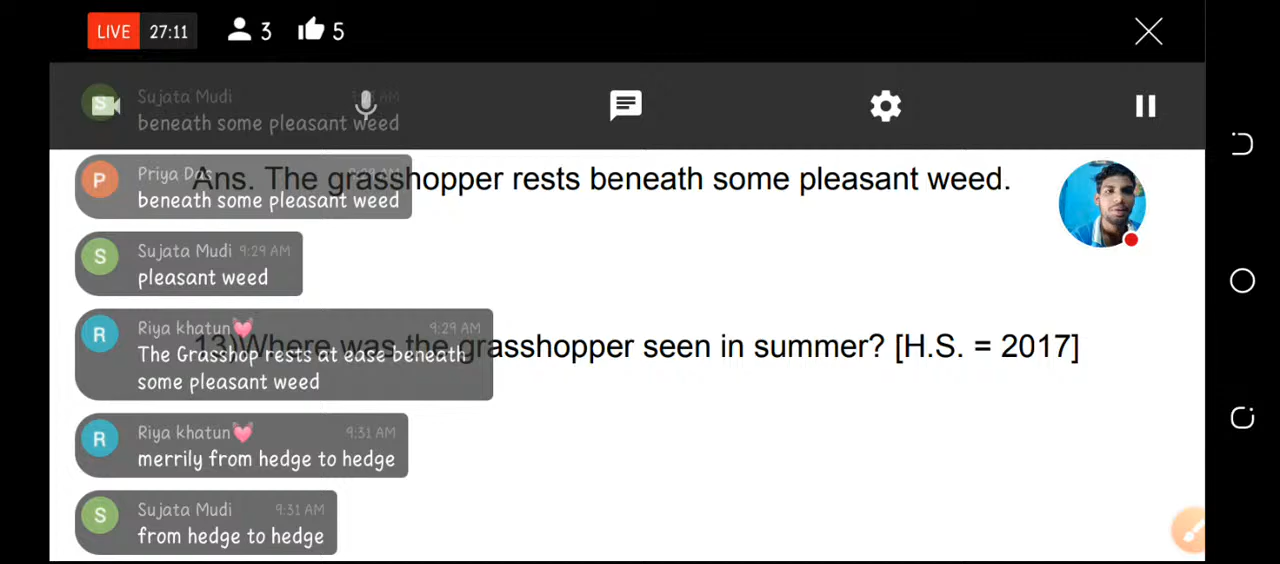 LIVE 27:11 3 5
S Sujata Mudi AM
beneath some pleasant weed
P Priya Das AM
beneath some pleasant weed
Ans. The grasshopper rests beneath some pleasant weed.
S Sujata Mudi 9:29 AM
pleasant weed
R Riya khatun💓 9:29 AM
The Grasshop rests at ease beneath
some pleasant weed
13)Where was the grasshopper seen in summer? [H.S. = 2017]
R Riya khatun💓 9:31 AM
merrily from hedge to hedge
S Sujata Mudi 9:31 AM
from hedge to hedge